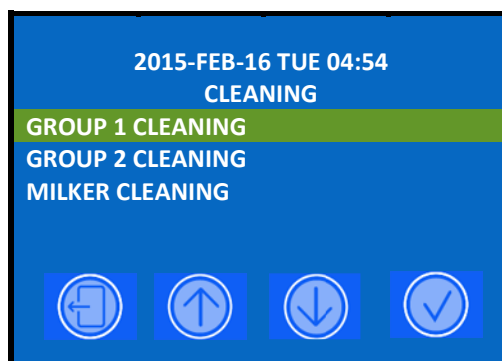 2015-FEB-16 TUE 04:54
CLEANING
GROUP 1 CLEANING
GROUP 2 CLEANING
MILKER CLEANING